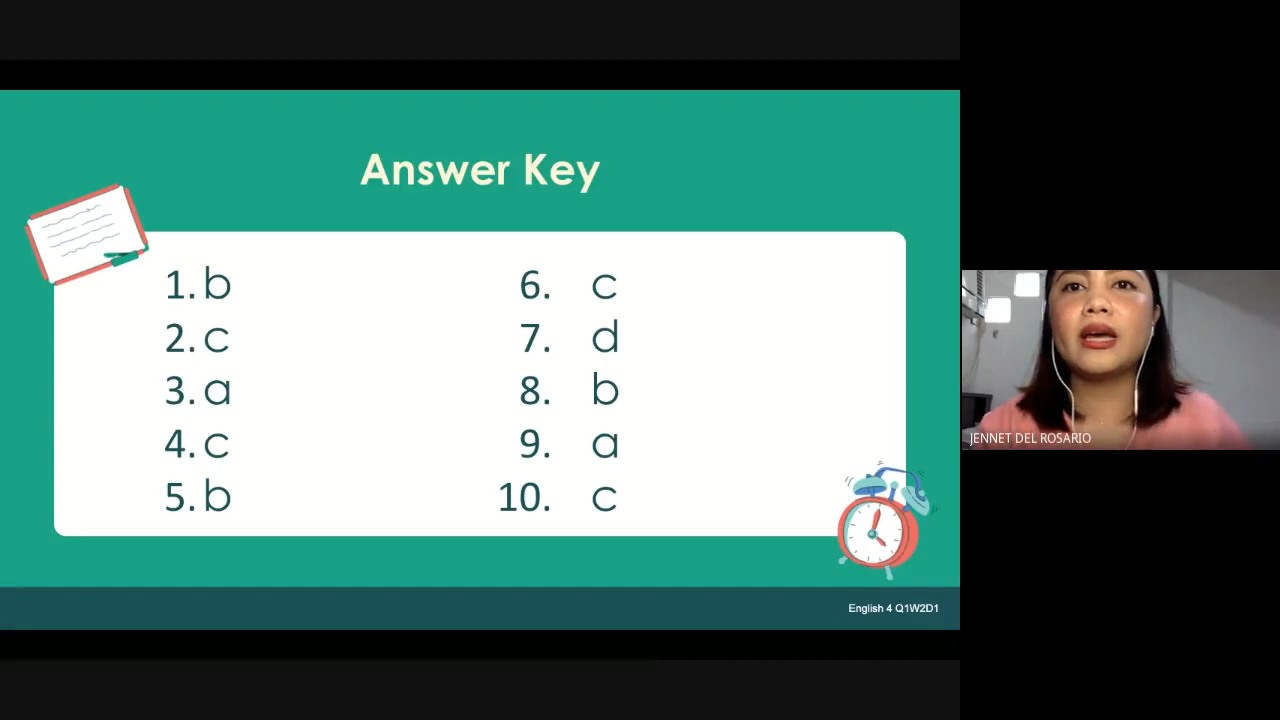 Answer Key
1. b
2. c
3. a
4. c
5. b
6. c
7. d
8. b
9. a
10. c
JENNET DEL ROSARIO
English 4 Q1W2D1